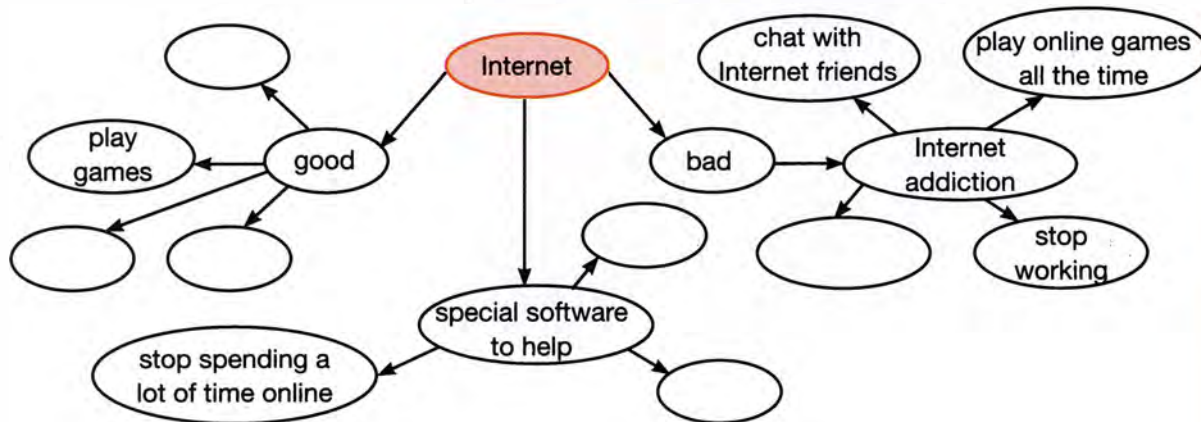 Internet
chat with
Internet friends
play online games
all the time
play
games
good
bad
Internet
addiction
stop
working
special software
to help
stop spending a
lot of time online